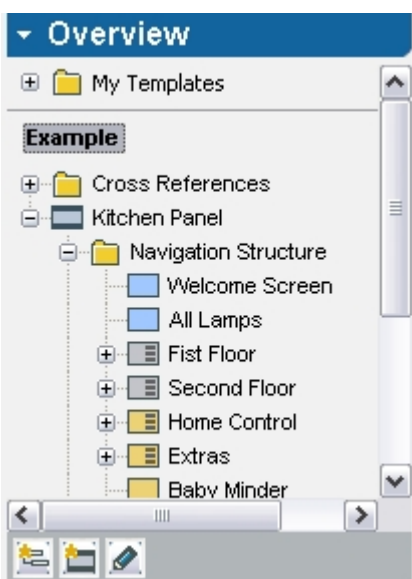 Overview
My Templates
Example
Cross References
Kitchen Panel
Navigation Structure
Welcome Screen
All Lamps
Fist Floor
Second Floor
Home Control
Extras
Baby Minder